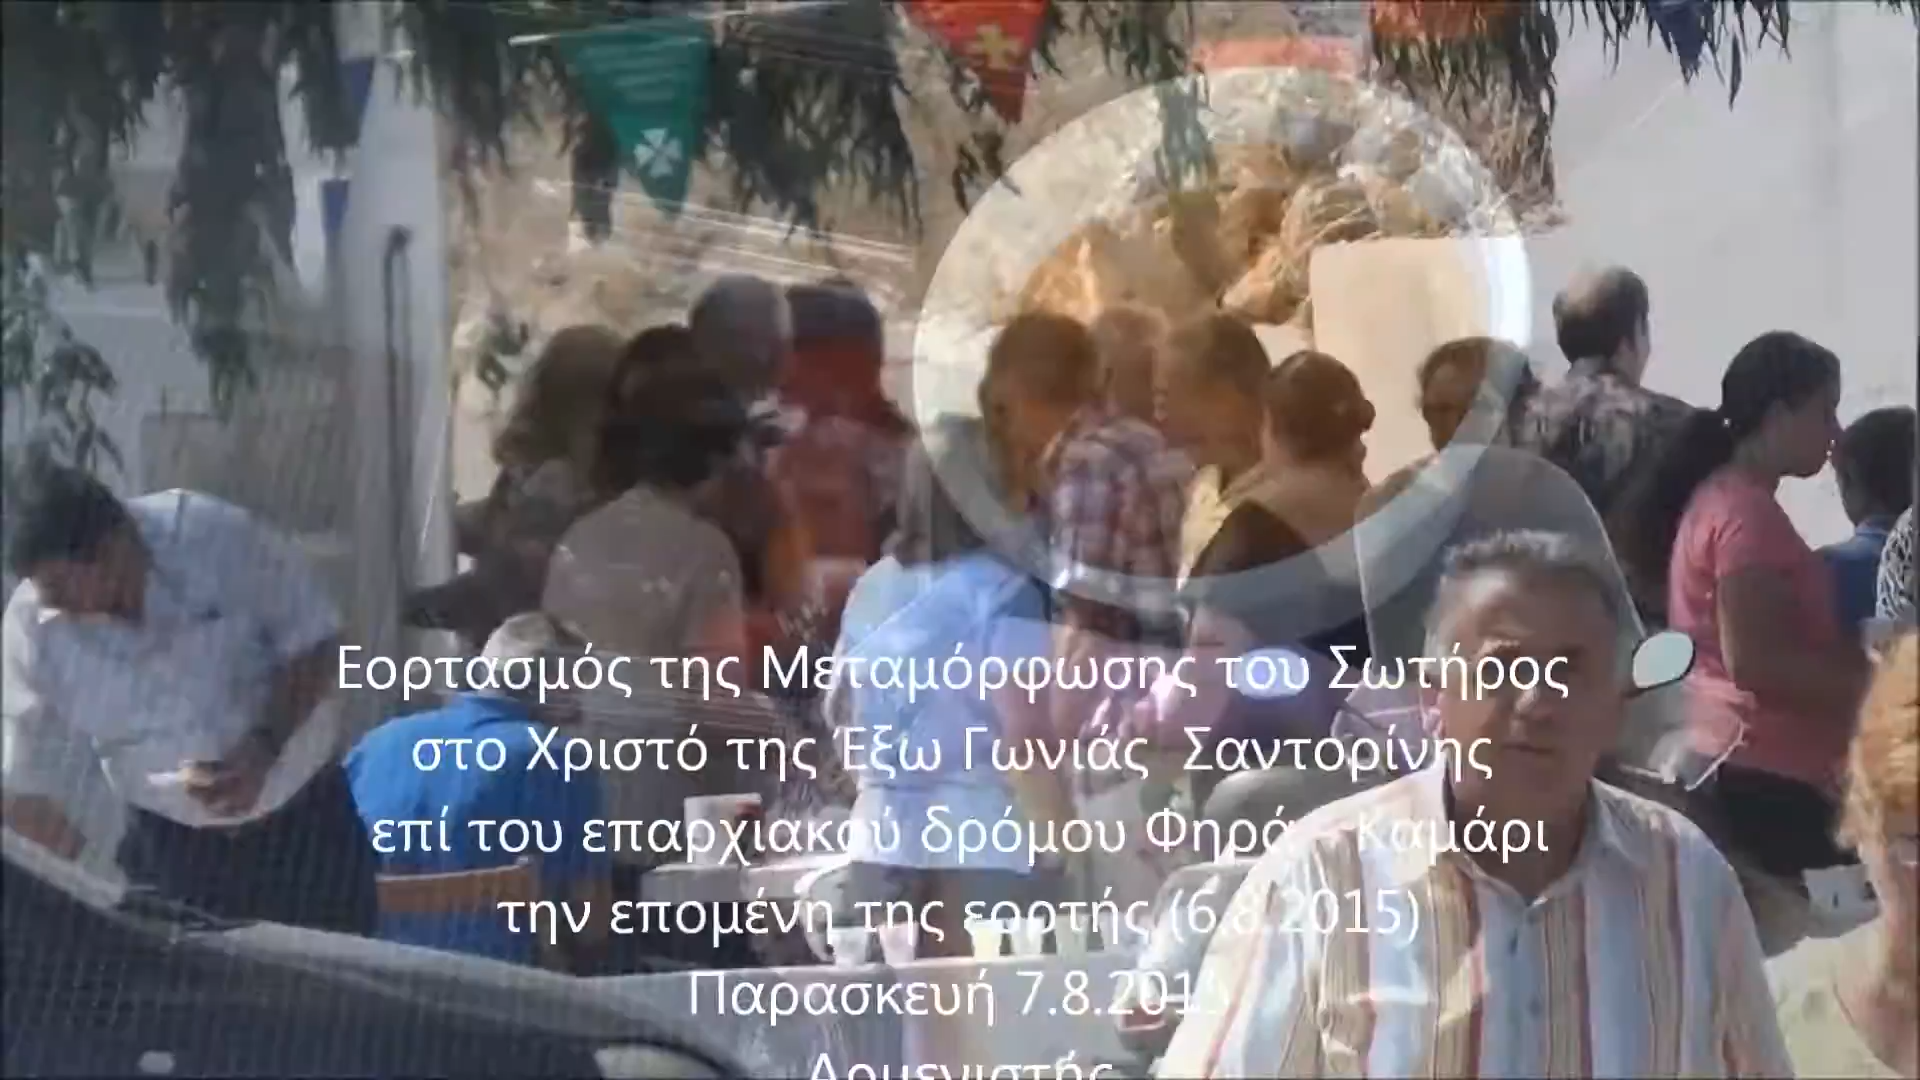 Εορτασμός της Μεταμόρφωσης του Σωτήρος
στο Χριστό της Έξω Γωνιάς Σαντορίνης
επί του επαρχιακού δρόμου Φηρά - Καμάρι
την επομένη της εορτής (6.8.2015)
Παρασκευή 7.8.2015
Αρμενιστής